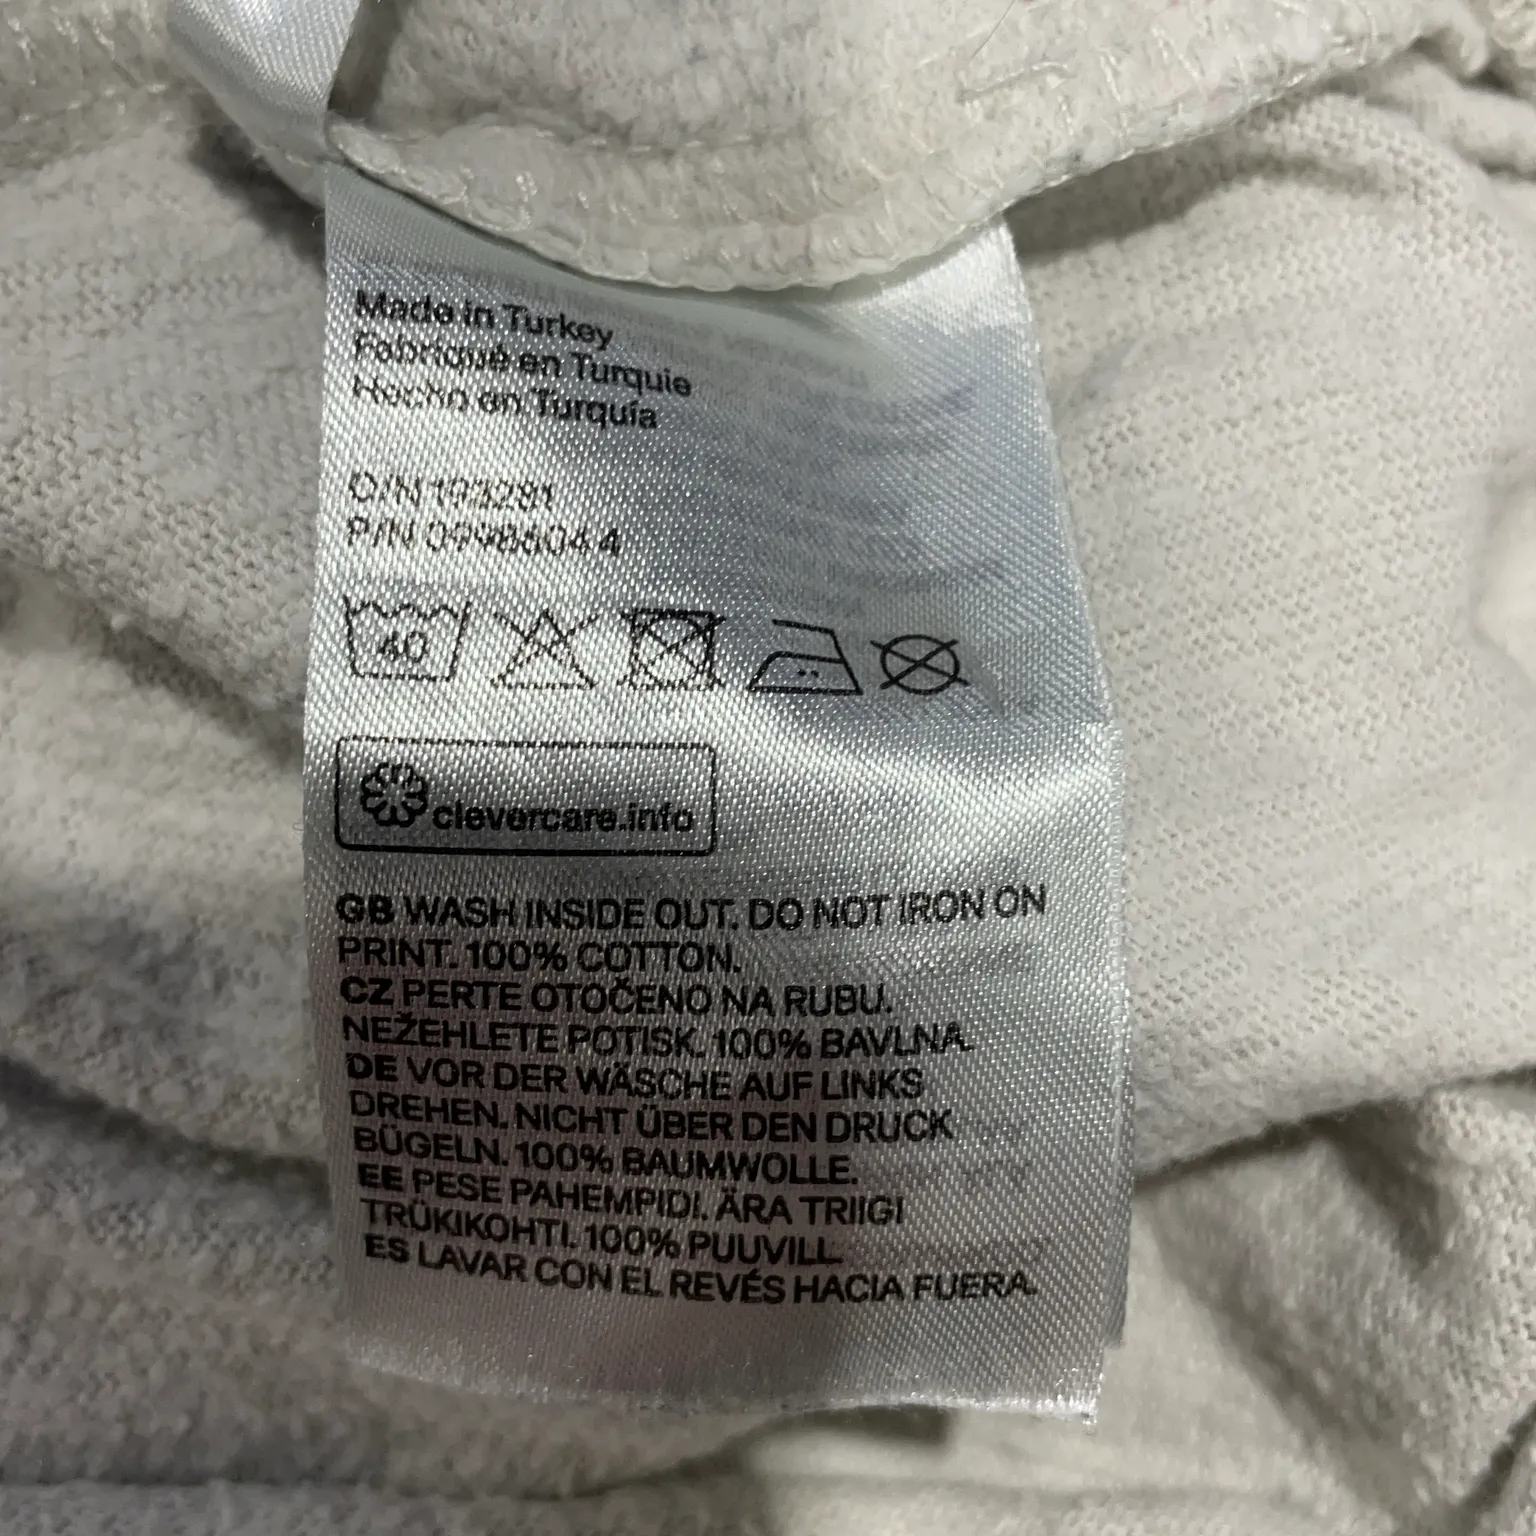 Made in Turkey
Fabriqué en Turquie
Hecho en Turquía
O/N 193281
P/N 09986044
40
clevercare.info
GB WASH INSIDE OUT. DO NOT IRON ON
PRINT. 100% COTTON.
CZ PERTE OTOČENO NA RUBU.
NEŽEHLETE POTISK. 100% BAVLNA.
DE VOR DER WÄSCHE AUF LINKS
DREHEN. NICHT ÜBER DEN DRUCK
BÜGELN. 100% BAUMWOLLE.
EE PESE PAHEMPIDI. ÄRA TRIIGI
TRÜKIKOHTI. 100% PUUVILL.
ES LAVAR CON EL REVÉS HACIA FUERA.